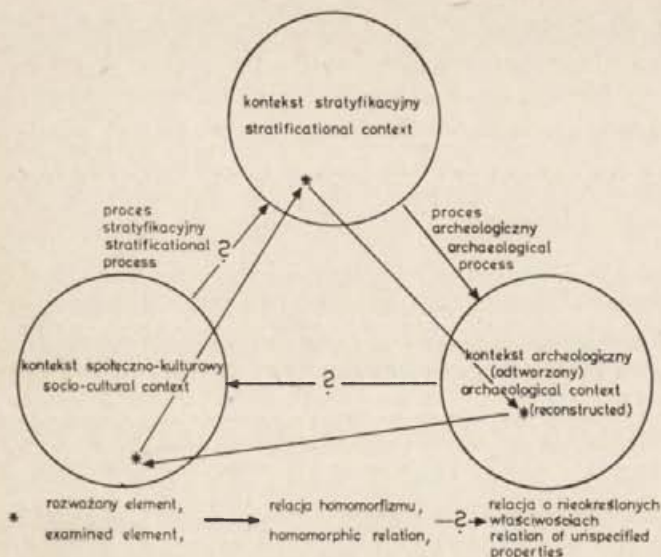 kontekst stratyfikacyjny
stratificational context
proces
stratyfikacyjny
stratificational
process
?
proces
archeologiczny
archaeological
process
kontekst społeczno-kulturowy
socio-cultural context
?
kontekst archeologiczny
(odtworzony)
archaeological context
* (reconstructed)
* rozważany element,
examined element,
relacja homomorfizmu,
homomorphic relation,
?
relacja o nieokreślonych
właściwościach
relation of unspecified
properties